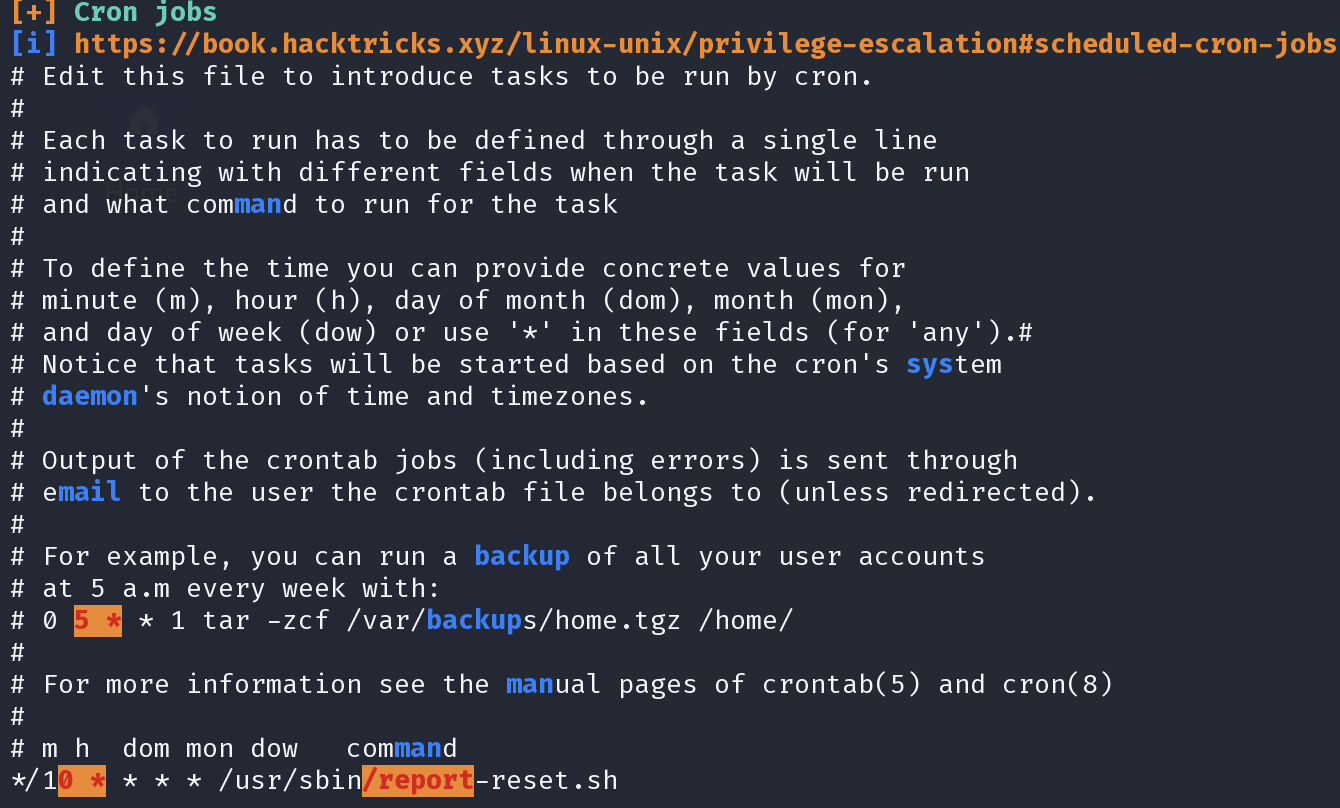 [+] Cron jobs
[i] https://book.hacktricks.xyz/linux-unix/privilege-escalation#scheduled-cron-jobs
# Edit this file to introduce tasks to be run by cron.
#
# Each task to run has to be defined through a single line
# indicating with different fields when the task will be run
# and what command to run for the task
#
# To define the time you can provide concrete values for
# minute (m), hour (h), day of month (dom), month (mon),
# and day of week (dow) or use '*' in these fields (for 'any').#
# Notice that tasks will be started based on the cron's system
# daemon's notion of time and timezones.
#
# Output of the crontab jobs (including errors) is sent through
# email to the user the crontab file belongs to (unless redirected).
#
# For example, you can run a backup of all your user accounts
# at 5 a.m every week with:
# 0 5 * * 1 tar -zcf /var/backups/home.tgz /home/
#
# For more information see the manual pages of crontab(5) and cron(8)
#
# m h  dom mon dow   command
*/10 * * * * /usr/sbin/report-reset.sh
Home